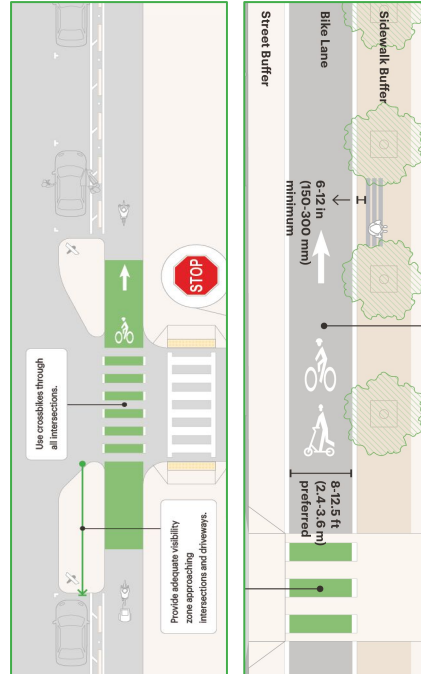 STOP
Use crossbikes through
all intersections.
Provide adequate visibility
zone approaching
intersections and driveways.
Street Buffer
Bike Lane
Sidewalk Buffer
6-12 in
(150-300 mm)
minimum
8-12.5 ft
(2.4-3.6 m)
preferred